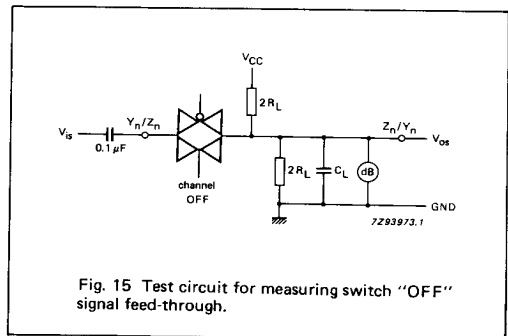 V_CC
2R_L
Y_n/Z_n
Z_n/Y_n
V_is
V_os
0.1 μF
2R_L
C_L
dB
channel
OFF
GND
7Z93973.1
Fig. 15 Test circuit for measuring switch "OFF"
signal feed-through.